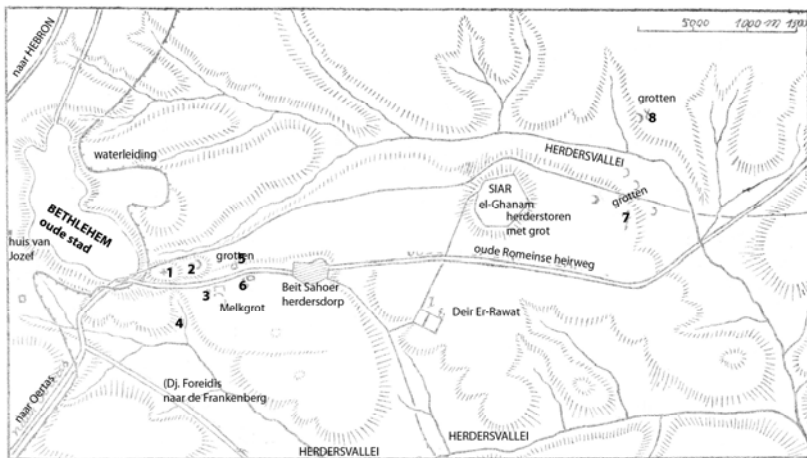 naar HEBRON
5000 1000 m 1500
grotten
8
waterleiding
HERDERSVALLEI
BETHLEHEM
oude stad
SIAR
el-Ghanam
herderstoren
met grot
grotten
7
huis van
Jozef
grotten
5
1
2
oude Romeinse heirweg
3
6
Melkgrot
Beit Sahoer
herdersdorp
4
Deir Er-Rawat
naar Oertas
(Dj. Foreidis
naar de Frankenberg
HERDERSVALLEI
HERDERSVALLEI